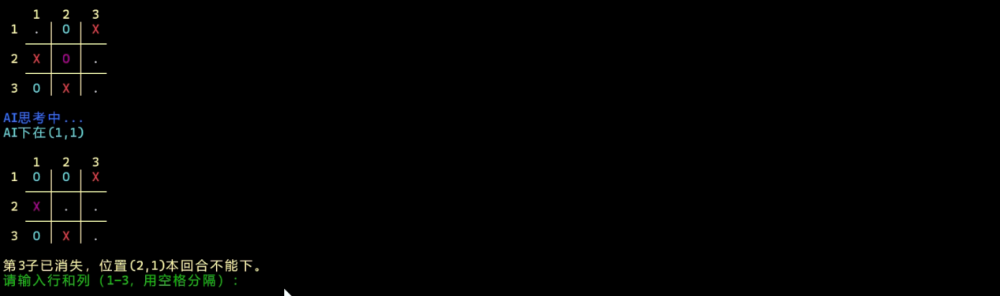 1 2 3
1 . | O | X
2 X | O | .
3 O | X | .
AI思考中...
AI下在(1,1)
1 2 3
1 O | O | X
2 X | . | .
3 O | X | .
第3子已消失，位置(2,1)本回合不能下。
请输入行和列（1-3，用空格分隔）：